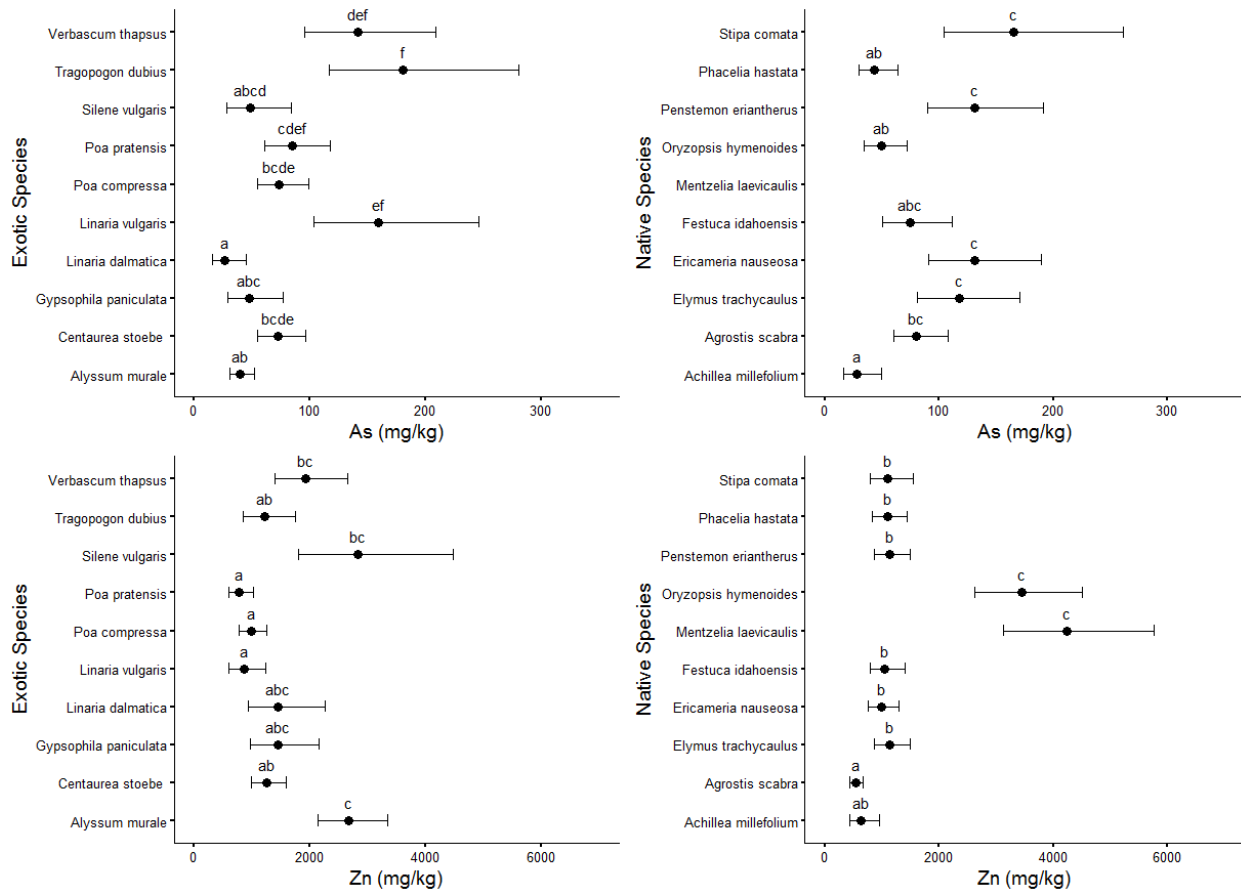 Exotic Species
Verbascum thapsus
def
Tragopogon dubius
f
Silene vulgaris
abcd
Poa pratensis
cdef
Poa compressa
bcde
Linaria vulgaris
ef
Linaria dalmatica
a
Gypsophila paniculata
abc
Centaurea stoebe
bcde
Alyssum murale
ab
0 100 200 300
As (mg/kg)
Native Species
Stipa comata
c
Phacelia hastata
ab
Penstemon eriantherus
c
Oryzopsis hymenoides
ab
Mentzelia laevicaulis
Festuca idahoensis
abc
Ericameria nauseosa
c
Elymus trachycaulus
c
Agrostis scabra
bc
Achillea millefolium
a
0 100 200 300
As (mg/kg)
Exotic Species
Verbascum thapsus
bc
Tragopogon dubius
ab
Silene vulgaris
bc
Poa pratensis
a
Poa compressa
a
Linaria vulgaris
a
Linaria dalmatica
abc
Gypsophila paniculata
abc
Centaurea stoebe
ab
Alyssum murale
c
0 2000 4000 6000
Zn (mg/kg)
Native Species
Stipa comata
b
Phacelia hastata
b
Penstemon eriantherus
b
Oryzopsis hymenoides
c
Mentzelia laevicaulis
c
Festuca idahoensis
b
Ericameria nauseosa
b
Elymus trachycaulus
b
Agrostis scabra
a
Achillea millefolium
ab
0 2000 4000 6000
Zn (mg/kg)